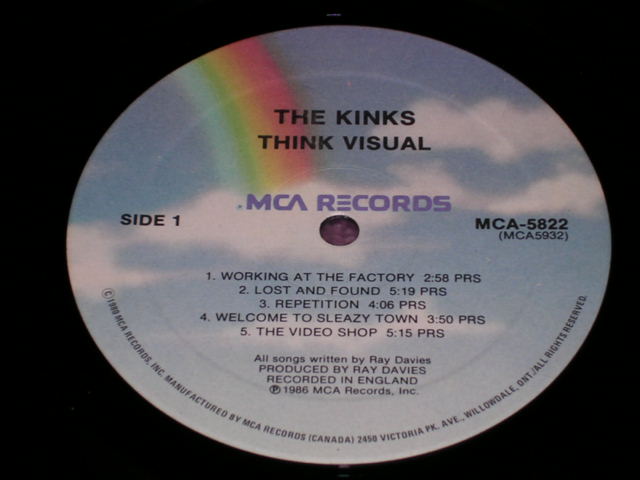 THE KINKS
THINK VISUAL
MCA RECORDS
SIDE 1
MCA-5822
(MCA5932)
1. WORKING AT THE FACTORY 2:58 PRS
2. LOST AND FOUND 5:19 PRS
3. REPETITION 4:06 PRS
4. WELCOME TO SLEAZY TOWN 3:50 PRS
5. THE VIDEO SHOP 5:15 PRS
All songs written by Ray Davies
PRODUCED BY RAY DAVIES
RECORDED IN ENGLAND
℗1986 MCA Records, Inc.
©1980 MCA RECORDS, INC. MANUFACTURED BY MCA RECORDS (CANADA) 2450 VICTORIA PK. AVE., WILLOWDALE, ONT./ALL RIGHTS RESERVED.